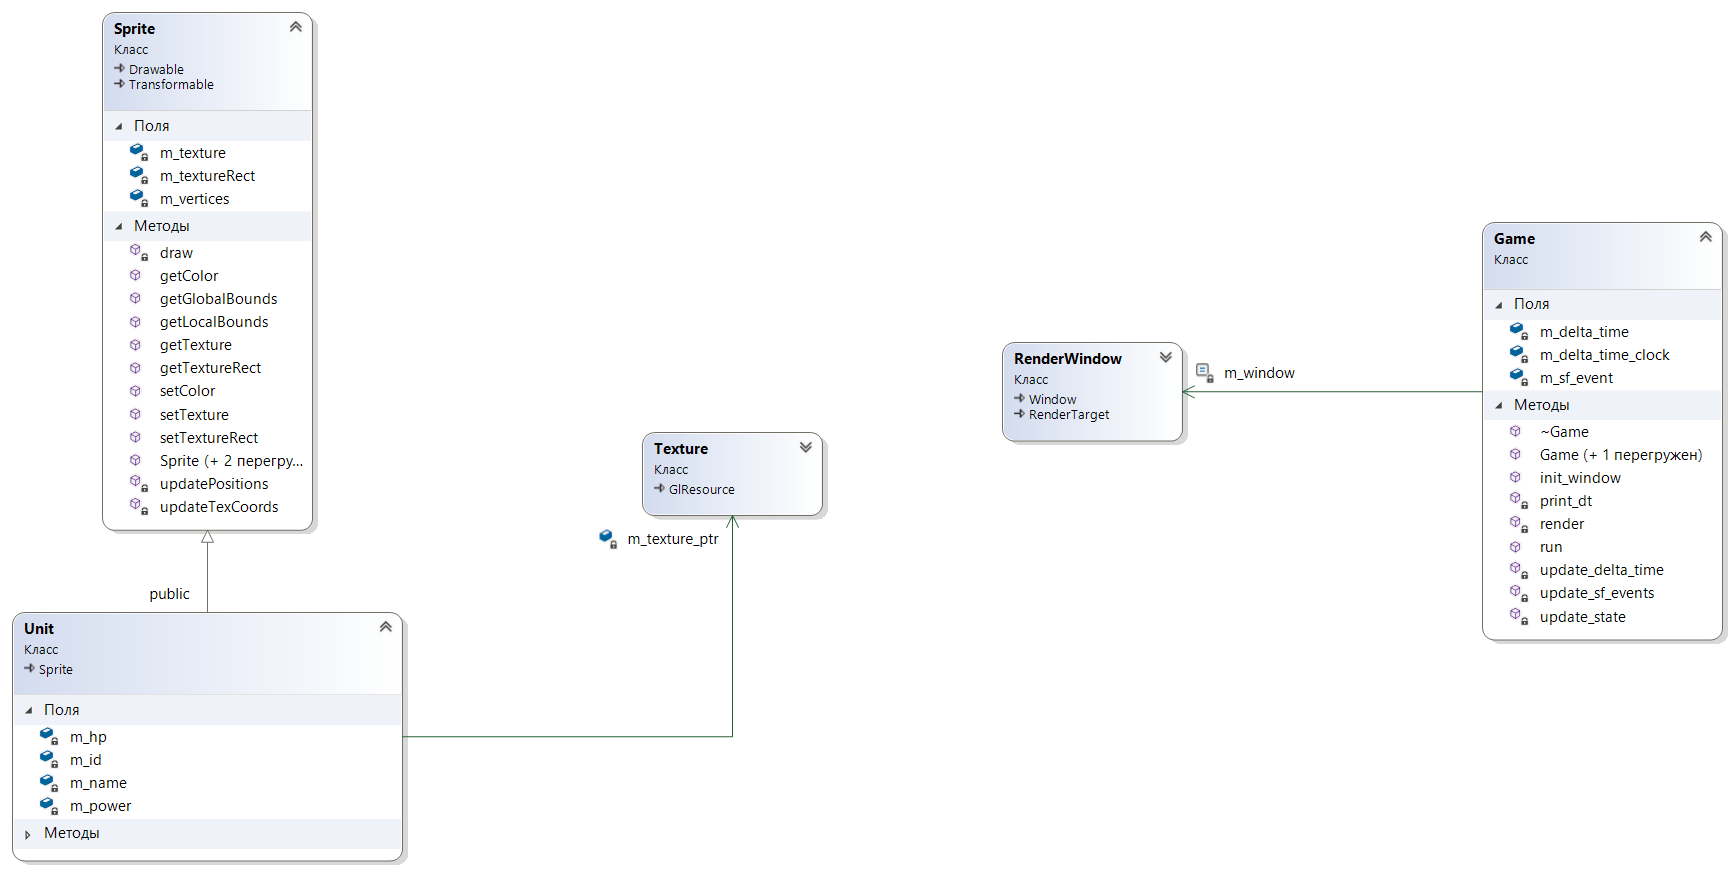 Sprite
Класс
Drawable
Transformable
Поля
m_texture
m_textureRect
m_vertices
Методы
draw
getColor
getGlobalBounds
getLocalBounds
getTexture
getTextureRect
setColor
setTexture
setTextureRect
Sprite (+ 2 перегру...
updatePositions
updateTexCoords
public
Unit
Класс
Sprite
Поля
m_hp
m_id
m_name
m_power
Методы
Texture
Класс
GlResource
m_texture_ptr
RenderWindow
Класс
Window
RenderTarget
m_window
Game
Класс
Поля
m_delta_time
m_delta_time_clock
m_sf_event
Методы
~Game
Game (+ 1 перегружен)
init_window
print_dt
render
run
update_delta_time
update_sf_events
update_state